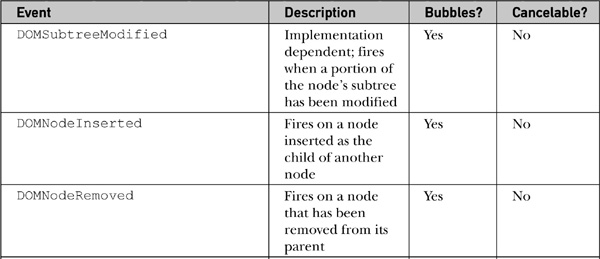 Event Description Bubbles? Cancelable?
DOMSubtreeModified Implementation Yes No
dependent; fires
when a portion of
the node’s subtree
has been modified
DOMNodeInserted Fires on a node Yes No
inserted as the
child of another
node
DOMNodeRemoved Fires on a node Yes No
that has been
removed from its
parent